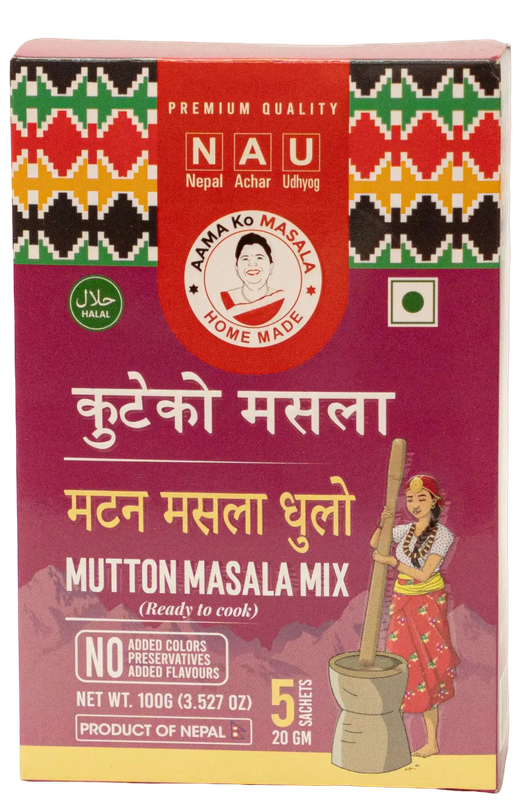 PREMIUM QUALITY
N A U
Nepal Achar Udhyog
AAMA Ko MASALA
HOME MADE
حلال
HALAL
कुटेको मसला
मटन मसला धुलो
MUTTON MASALA MIX
(Ready to cook)
NO ADDED COLORS
PRESERVATIVES
ADDED FLAVOURS
NET WT. 100G (3.527 OZ)
5 SACHETS
20 GM
PRODUCT OF NEPAL